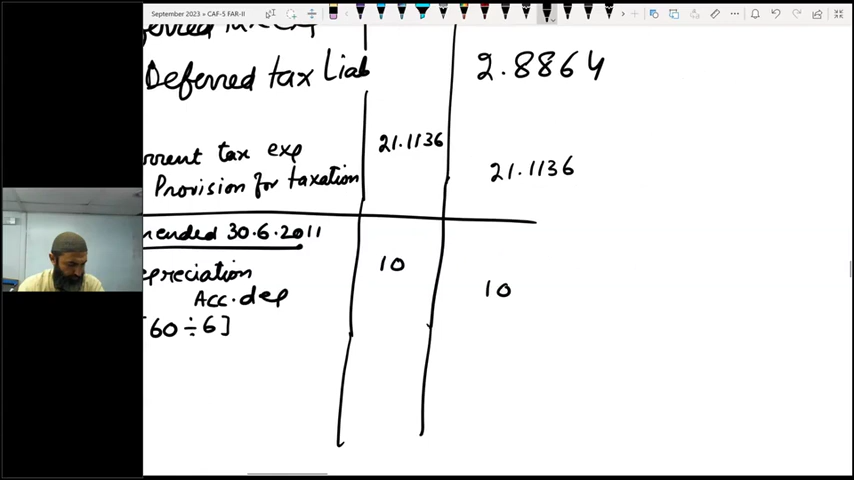 September 2023 » CAF-5 FAR-II
Deferred tax Liab 2.8864
rrent tax exp 21.1136
Provision for taxation 21.1136
ended 30.6.2011
epreciation 10
Acc. dep 10
[60÷6]